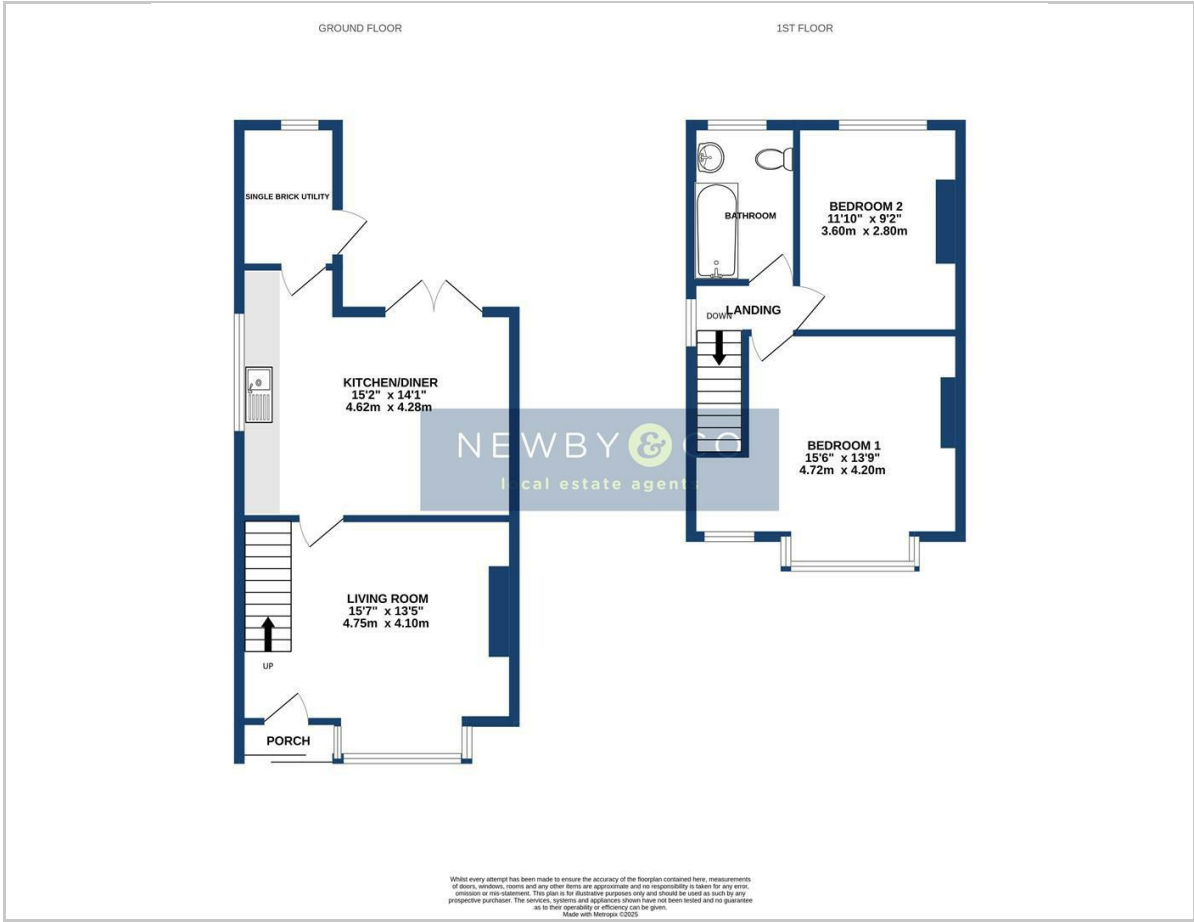 GROUND FLOOR
1ST FLOOR
SINGLE BRICK UTILITY
KITCHEN/DINER
15'2" x 14'1"
4.62m x 4.28m
LIVING ROOM
15'7" x 13'5"
4.75m x 4.10m
UP
PORCH
BATHROOM
BEDROOM 2
11'10" x 9'2"
3.60m x 2.80m
LANDING
DOWN
BEDROOM 1
15'6" x 13'9"
4.72m x 4.20m
NEWBY & CO
local estate agents
Whilst every attempt has been made to ensure the accuracy of the floorplan contained here, measurements
of doors, windows, rooms and any other items are approximate and no responsibility is taken for any error,
omission or mis-statement. This plan is for illustrative purposes only and should be used as such by any
prospective purchaser. The services, systems and appliances shown have not been tested and no guarantee
as to their operability or efficiency can be given.
Made with Metropix ©2025